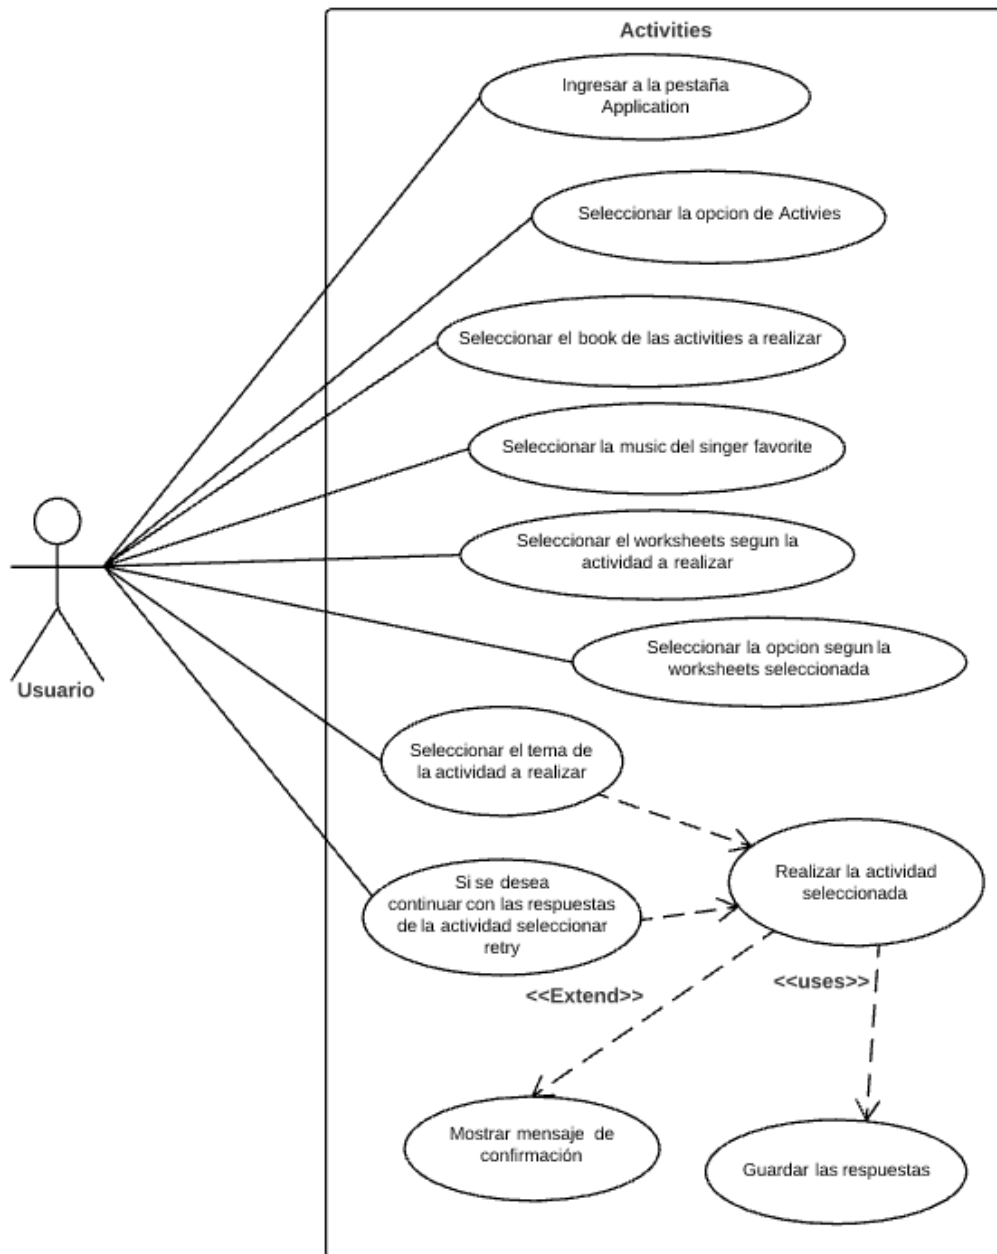 Activities
Ingresar a la pestaña
Application
Seleccionar la opcion de Activies
Seleccionar el book de las activities a realizar
Seleccionar la music del singer favorite
Seleccionar el worksheets segun la
actividad a realizar
Seleccionar la opcion segun la
worksheets seleccionada
Usuario
Seleccionar el tema de
la actividad a realizar
Si se desea
continuar con las respuestas
de la actividad seleccionar
retry
Realizar la actividad
seleccionada
<<Extend>>
<<uses>>
Mostrar mensaje de
confirmación
Guardar las respuestas